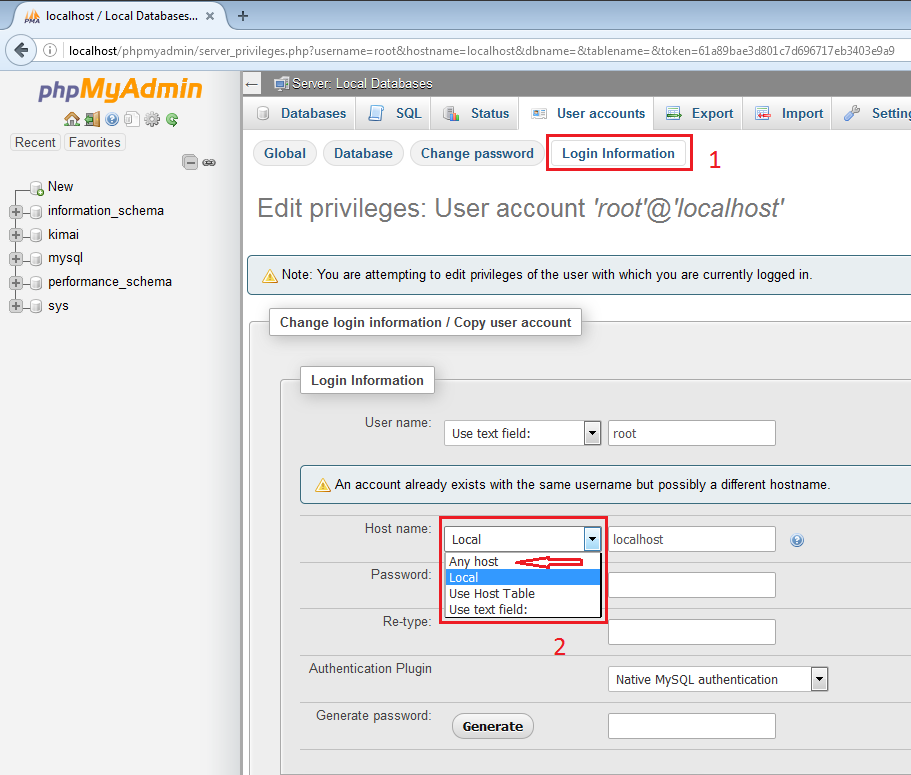 localhost / Local Databases...
localhost/phpmyadmin/server_privileges.php?username=root&hostname=localhost&dbname=&tablename=&token=61a89bae3d801c7d696717eb3403e9a9
phpMyAdmin
Recent Favorites
New
information_schema
kimai
mysql
performance_schema
sys
Server: Local Databases
Databases SQL Status User accounts Export Import Setting
Global Database Change password Login Information 1
Edit privileges: User account 'root'@'localhost'
Note: You are attempting to edit privileges of the user with which you are currently logged in.
Change login information / Copy user account
Login Information
User name: Use text field: root
An account already exists with the same username but possibly a different hostname.
Host name: Local localhost
Any host
Local
Use Host Table
Use text field:
2
Password:
Re-type:
Authentication Plugin Native MySQL authentication
Generate password: Generate